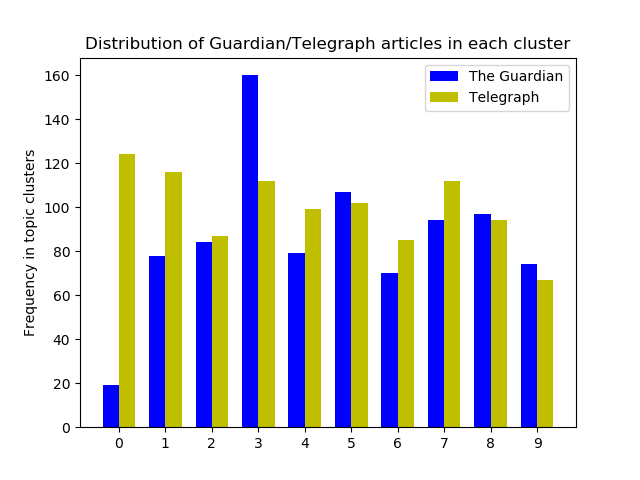 Distribution of Guardian/Telegraph articles in each cluster
The Guardian
Telegraph
Frequency in topic clusters
160
140
120
100
80
60
40
20
0
0 1 2 3 4 5 6 7 8 9